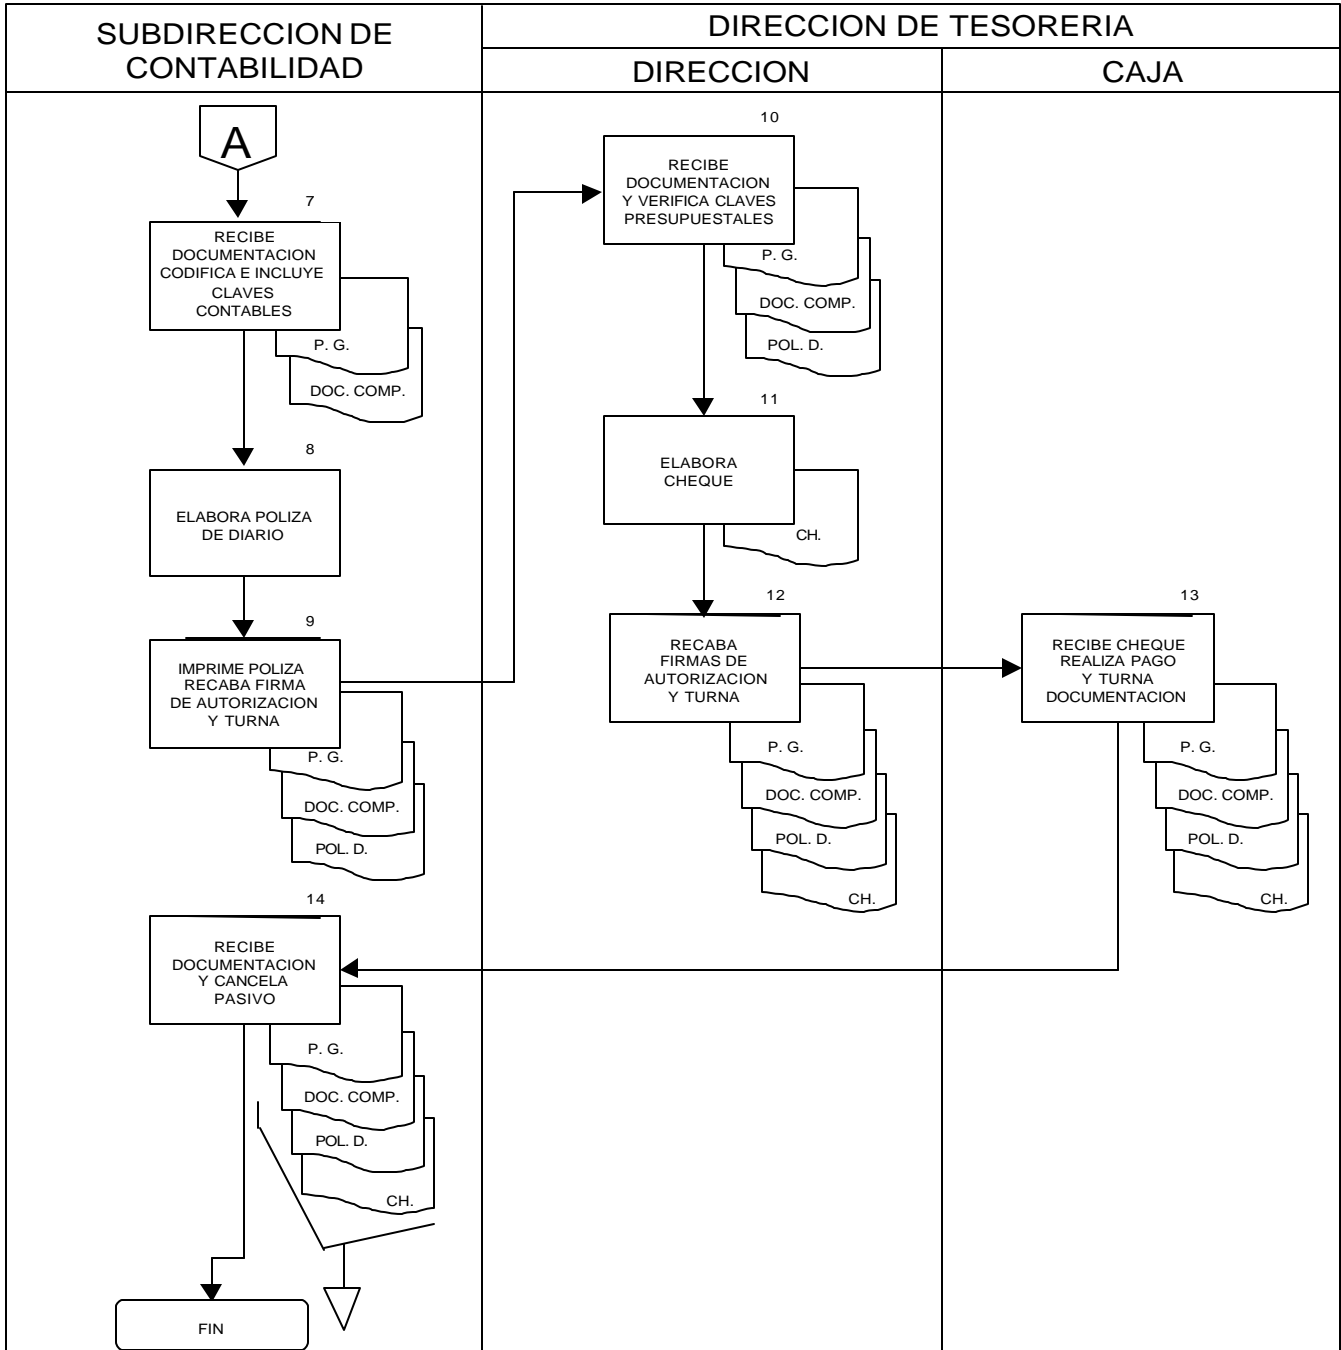 SUBDIRECCION DE
CONTABILIDAD
DIRECCION DE TESORERIA
DIRECCION
CAJA
A
7
RECIBE
DOCUMENTACION
CODIFICA E INCLUYE
CLAVES
CONTABLES
P. G.
DOC. COMP.
8
ELABORA POLIZA
DE DIARIO
9
IMPRIME POLIZA
RECABA FIRMA
DE AUTORIZACION
Y TURNA
P. G.
DOC. COMP.
POL. D.
10
RECIBE
DOCUMENTACION
Y VERIFICA CLAVES
PRESUPUESTALES
P. G.
DOC. COMP.
POL. D.
11
ELABORA
CHEQUE
CH.
12
RECABA
FIRMAS DE
AUTORIZACION
Y TURNA
P. G.
DOC. COMP.
POL. D.
CH.
13
RECIBE CHEQUE
REALIZA PAGO
Y TURNA
DOCUMENTACION
P. G.
DOC. COMP.
POL. D.
CH.
14
RECIBE
DOCUMENTACION
Y CANCELA
PASIVO
P. G.
DOC. COMP.
POL. D.
CH.
FIN